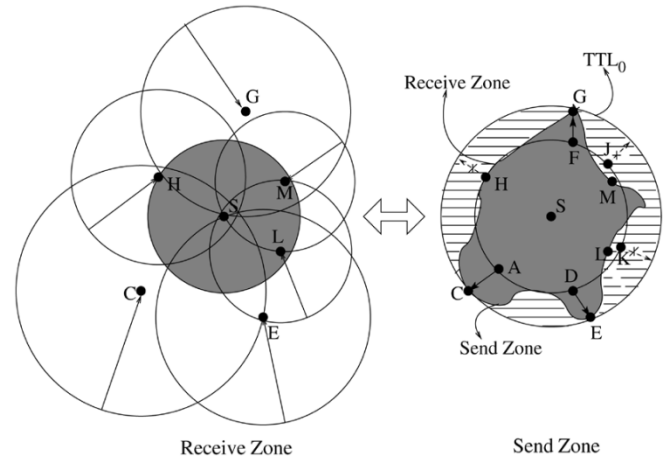 G
H
S
M
L
C
E
Receive Zone
Receive Zone
TTL0
G
F
J
H
M
S
L
K
A
D
C
E
Send Zone
Send Zone